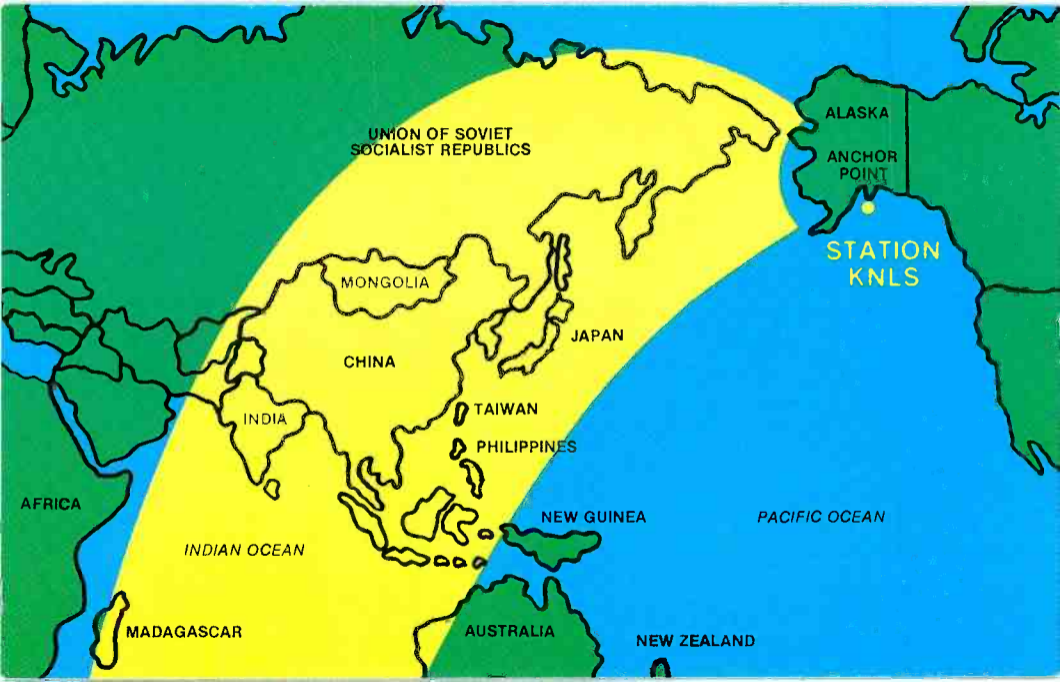 ALASKA
UNION OF SOVIET
SOCIALIST REPUBLICS
ANCHOR
POINT
STATION
KNLS
MONGOLIA
JAPAN
CHINA
TAIWAN
INDIA
PHILIPPINES
AFRICA
NEW GUINEA
PACIFIC OCEAN
INDIAN OCEAN
MADAGASCAR
AUSTRALIA
NEW ZEALAND